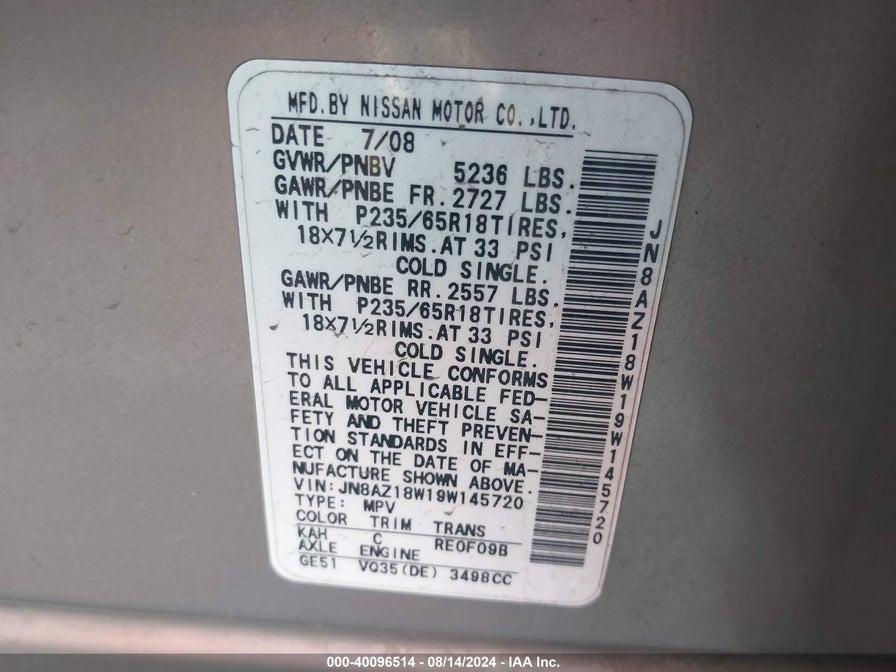 MFD.BY NISSAN MOTOR CO.,LTD.
DATE 7/08
GVWR/PNBV 5236 LBS.
GAWR/PNBE FR.2727 LBS.
WITH P235/65R18TIRES,
18X7½RIMS.AT 33 PSI
COLD SINGLE.
GAWR/PNBE RR.2557 LBS.
WITH P235/65R18TIRES,
18X7½RIMS.AT 33 PSI
COLD SINGLE.
THIS VEHICLE CONFORMS
TO ALL APPLICABLE FED-
ERAL MOTOR VEHICLE SA-
FETY AND THEFT PREVEN-
TION STANDARDS IN EFF-
ECT ON THE DATE OF MA-
NUFACTURE SHOWN ABOVE.
VIN:JN8AZ18W19W145720
TYPE: MPV
COLOR TRIM TRANS
KAH C RE0F09B
AXLE ENGINE
GE51 VQ35(DE) 3498CC
JN8AZ18W19W145720
000-40096514 - 08/14/2024 - IAA Inc.